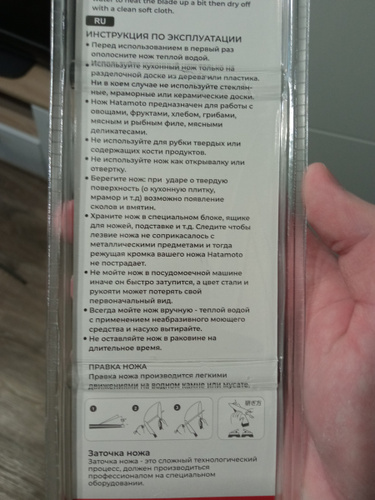 water to heat the blade up a bit then dry off
with a clean soft cloth.
RU
ИНСТРУКЦИЯ ПО ЭКСПЛУАТАЦИИ
• Перед использованием в первый раз
ополосните нож теплой водой.
• Используйте кухонный нож только на
разделочной доске из дерева или пластика.
Ни в коем случае не используйте стеклян-
ные, мраморные или керамические доски.
• Нож Hatamoto предназначен для работы с
овощами, фруктами, хлебом, грибами,
мясным и рыбным филе, мясными
деликатесами.
• Не используйте для рубки твердых или
содержащих кости продуктов.
• Не используйте нож как открывалку или
отвертку.
• Берегите нож: при ударе о твердую
поверхность (о кухонную плитку,
мрамор и т.д) возможно появление
сколов и вмятин.
• Храните нож в специальном блоке, ящике
для ножей, подставке и т.д. Следите чтобы
лезвие ножа не соприкасалось с
металлическими предметами и тогда
режущая кромка вашего ножа Hatamoto
не пострадает.
• Не мойте нож в посудомоечной машине
иначе он быстро затупится, а цвет стали и
рукояти может потерять свой
первоначальный вид.
• Всегда мойте нож вручную - теплой водой
с применением неабразивного моющего
средства и насухо вытирайте.
• Не оставляйте нож в раковине на
длительное время.
ПРАВКА НОЖА
Правка ножа производится легкими
движениями на водном камне или мусате.
1 2 3
研ぎ方
Заточка ножа
Заточка ножа - это сложный технологический
процесс, должен производиться
профессионалом на специальном
оборудовании.